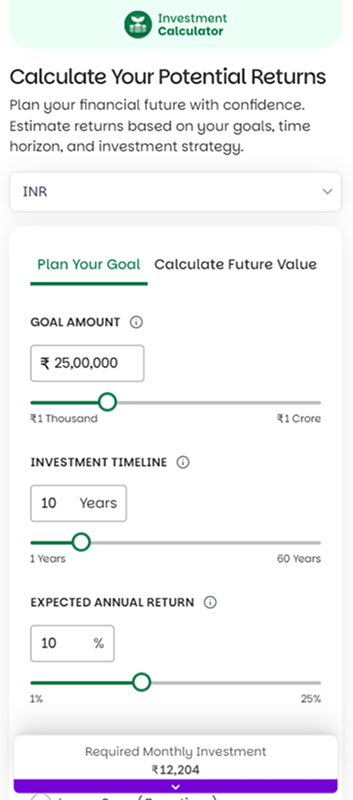 Investment
Calculator
Calculate Your Potential Returns
Plan your financial future with confidence.
Estimate returns based on your goals, time
horizon, and investment strategy.
INR
Plan Your Goal Calculate Future Value
GOAL AMOUNT
₹ 25,00,000
₹1 Thousand ₹1 Crore
INVESTMENT TIMELINE
10 Years
1 Years 60 Years
EXPECTED ANNUAL RETURN
10 %
1% 25%
Required Monthly Investment
₹12,204